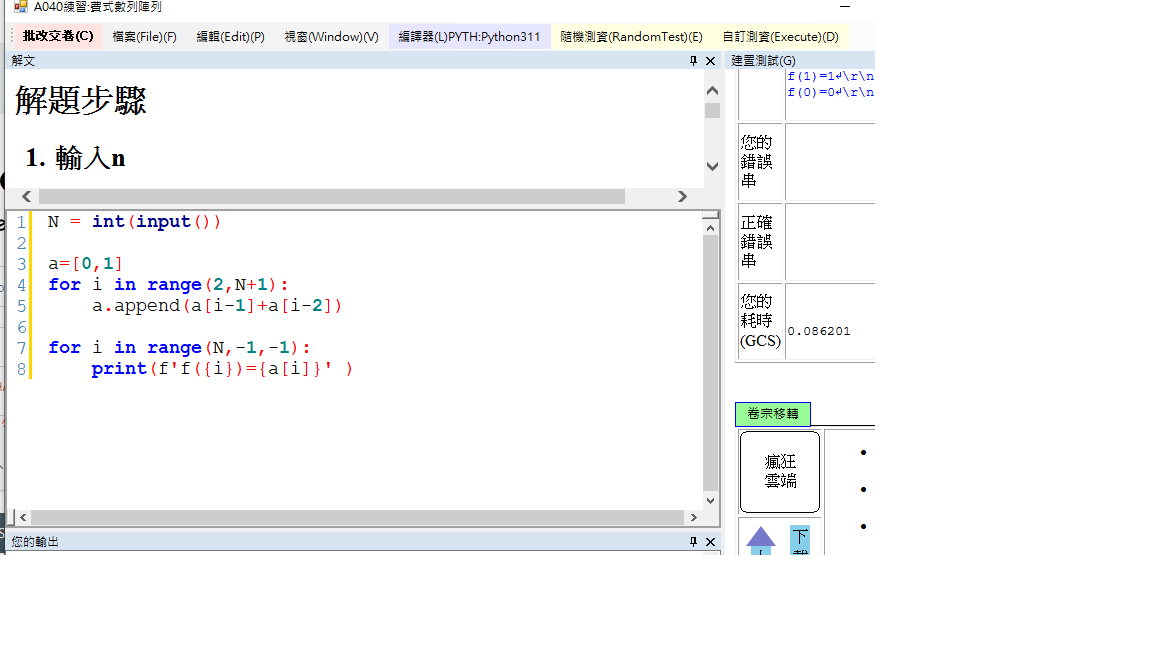 A040練習:費式數列陣列
批改交卷(C) 檔案(File)(F) 編輯(Edit)(P) 視窗(Window)(V) 編譯器(L)PYTH:Python311 隨機測資(RandomTest)(E) 自訂測資(Execute)(D)
解文
解題步驟
1. 輸入n
1 N = int(input())
2
3 a=[0,1]
4 for i in range(2,N+1):
5     a.append(a[i-1]+a[i-2])
6
7 for i in range(N,-1,-1):
8     print(f'f({i})={a[i]}' )
您的輸出
建置測試(G)
f(1)=1↵\r\n
f(0)=0↵\r\n
您的
錯誤
串
正確
錯誤
串
您的
耗時
(GCS)
0.086201
卷宗移轉
瘋狂
雲端
下